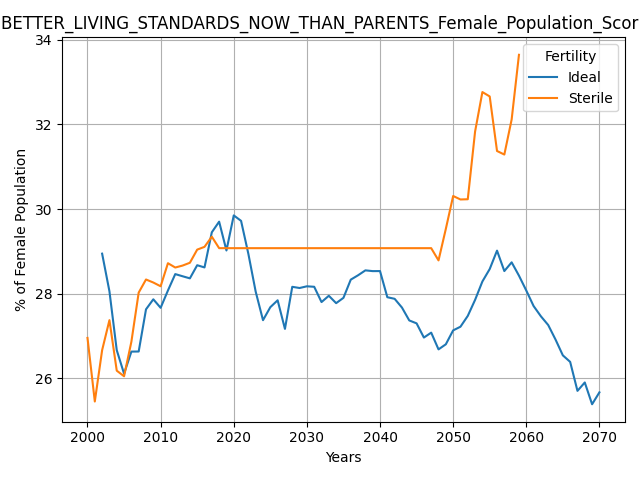 BETTER_LIVING_STANDARDS_NOW_THAN_PARENTS_Female_Population_Scor
34
32
30
28
26
% of Female Population
Fertility
Ideal
Sterile
2000 2010 2020 2030 2040 2050 2060 2070
Years